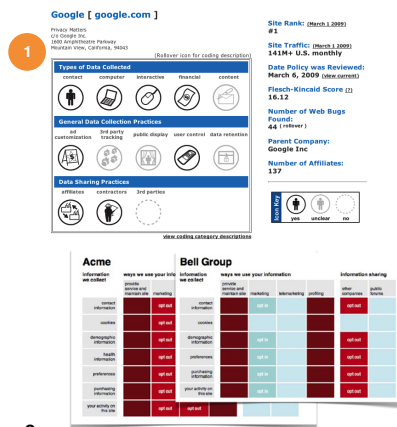 Google [ google.com ]
Privacy Matters
c/o Google Inc.
1600 Ampitheatre Parkway
Mountain View, California, 94043
(Rollover icon for coding description)
1
Types of Data Collected
contact computer interactive financial content
General Data Collection Practices
ad customization 3rd party tracking public display user control data retention
Data Sharing Practices
affiliates contractors 3rd parties
view coding category descriptions
Site Rank: (March 1 2009)
#1
Site Traffic: (March 1 2009)
141M+ U.S. monthly
Date Policy was Reviewed:
March 6, 2009 (view current)
Flesch-Kincaid Score (?)
16.12
Number of Web Bugs
Found:
44 ( rollover )
Parent Company:
Google Inc
Number of Affiliates:
137
Icon Key
yes unclear no
Acme
information we collect
ways we use your info
provide service and maintain site marketing
contact information opt out
cookies
demographic information opt out
health information opt out
preferences opt out
purchasing information opt out
your activity on this site opt out opt out
Bell Group
information we collect
ways we use your information
information sharing
provide service and maintain site marketing telemarketing profiling other companies public forums
contact information opt in opt out
cookies
demographic information opt in opt out
preferences opt in
purchasing information opt in
your activity on this site opt in opt out